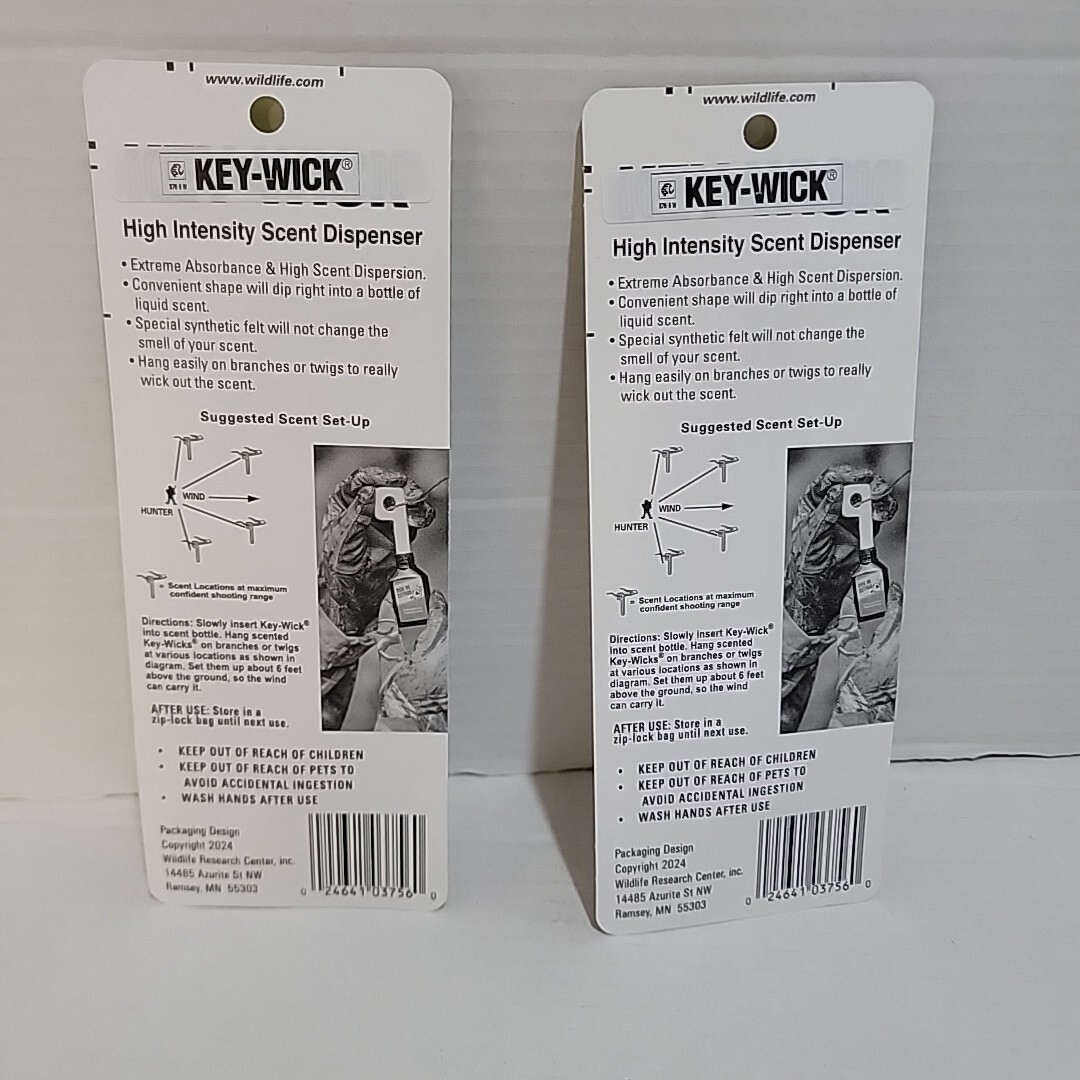 www.wildlife.com
KEY-WICK®
High Intensity Scent Dispenser
• Extreme Absorbance & High Scent Dispersion.
• Convenient shape will dip right into a bottle of
liquid scent.
• Special synthetic felt will not change the
smell of your scent.
• Hang easily on branches or twigs to really
wick out the scent.
Suggested Scent Set-Up
WIND
HUNTER
= Scent Locations at maximum
confident shooting range
Directions: Slowly insert Key-Wick®
into scent bottle. Hang scented
Key-Wicks® on branches or twigs
at various locations as shown in
diagram. Set them up about 6 feet
above the ground, so the wind
can carry it.
AFTER USE: Store in a
zip-lock bag until next use.
• KEEP OUT OF REACH OF CHILDREN
• KEEP OUT OF REACH OF PETS TO
AVOID ACCIDENTAL INGESTION
• WASH HANDS AFTER USE
Packaging Design
Copyright 2024
Wildlife Research Center, inc.
14485 Azurite St NW
Ramsey, MN 55303
0 24641 03756 0
www.wildlife.com
KEY-WICK®
High Intensity Scent Dispenser
• Extreme Absorbance & High Scent Dispersion.
• Convenient shape will dip right into a bottle of
liquid scent.
• Special synthetic felt will not change the
smell of your scent.
• Hang easily on branches or twigs to really
wick out the scent.
Suggested Scent Set-Up
WIND
HUNTER
= Scent Locations at maximum
confident shooting range
Directions: Slowly insert Key-Wick®
into scent bottle. Hang scented
Key-Wicks® on branches or twigs
at various locations as shown in
diagram. Set them up about 6 feet
above the ground, so the wind
can carry it.
AFTER USE: Store in a
zip-lock bag until next use.
• KEEP OUT OF REACH OF CHILDREN
• KEEP OUT OF REACH OF PETS TO
AVOID ACCIDENTAL INGESTION
• WASH HANDS AFTER USE
Packaging Design
Copyright 2024
Wildlife Research Center, inc.
14485 Azurite St NW
Ramsey, MN 55303
0 24641 03756 0